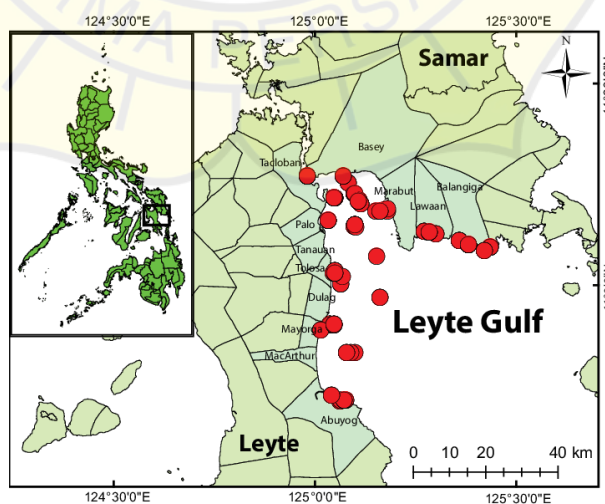 124°30'0"E 125°0'0"E 125°30'0"E
N
Samar
Basey
Tacloban
Marabut
Balangiga
Lawaan
Palo
Tanauan
Tolosa
Dulag
Leyte Gulf
Mayorga
MacArthur
Abuyog
Leyte
0 10 20 40 km
124°30'0"E 125°0'0"E 125°30'0"E